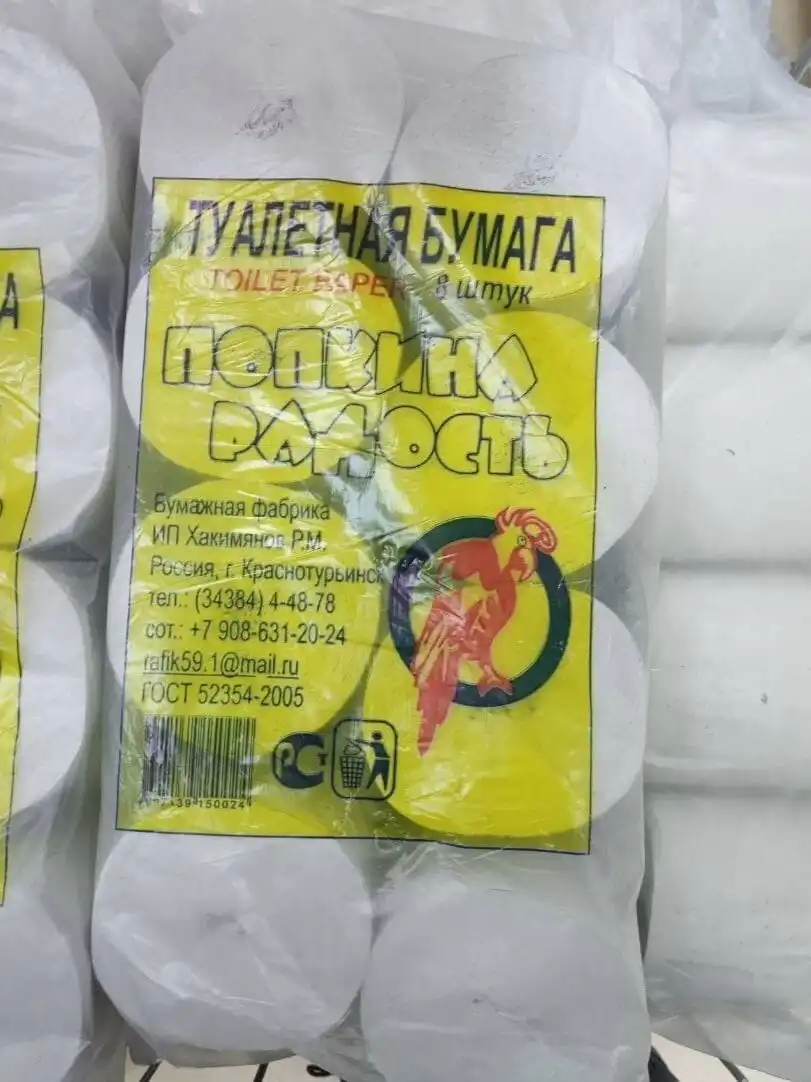 ТУАЛЕТНАЯ БУМАГА
TOILET PAPER 8 штук
ПОПКИНА
РАДОСТЬ
Бумажная фабрика
ИП Хакимянов Р.М.
Россия, г. Краснотурьинск
тел.: (34384) 4-48-78
сот.: +7 908-631-20-24
rafik59.1@mail.ru
ГОСТ 52354-2005
РСТ
А